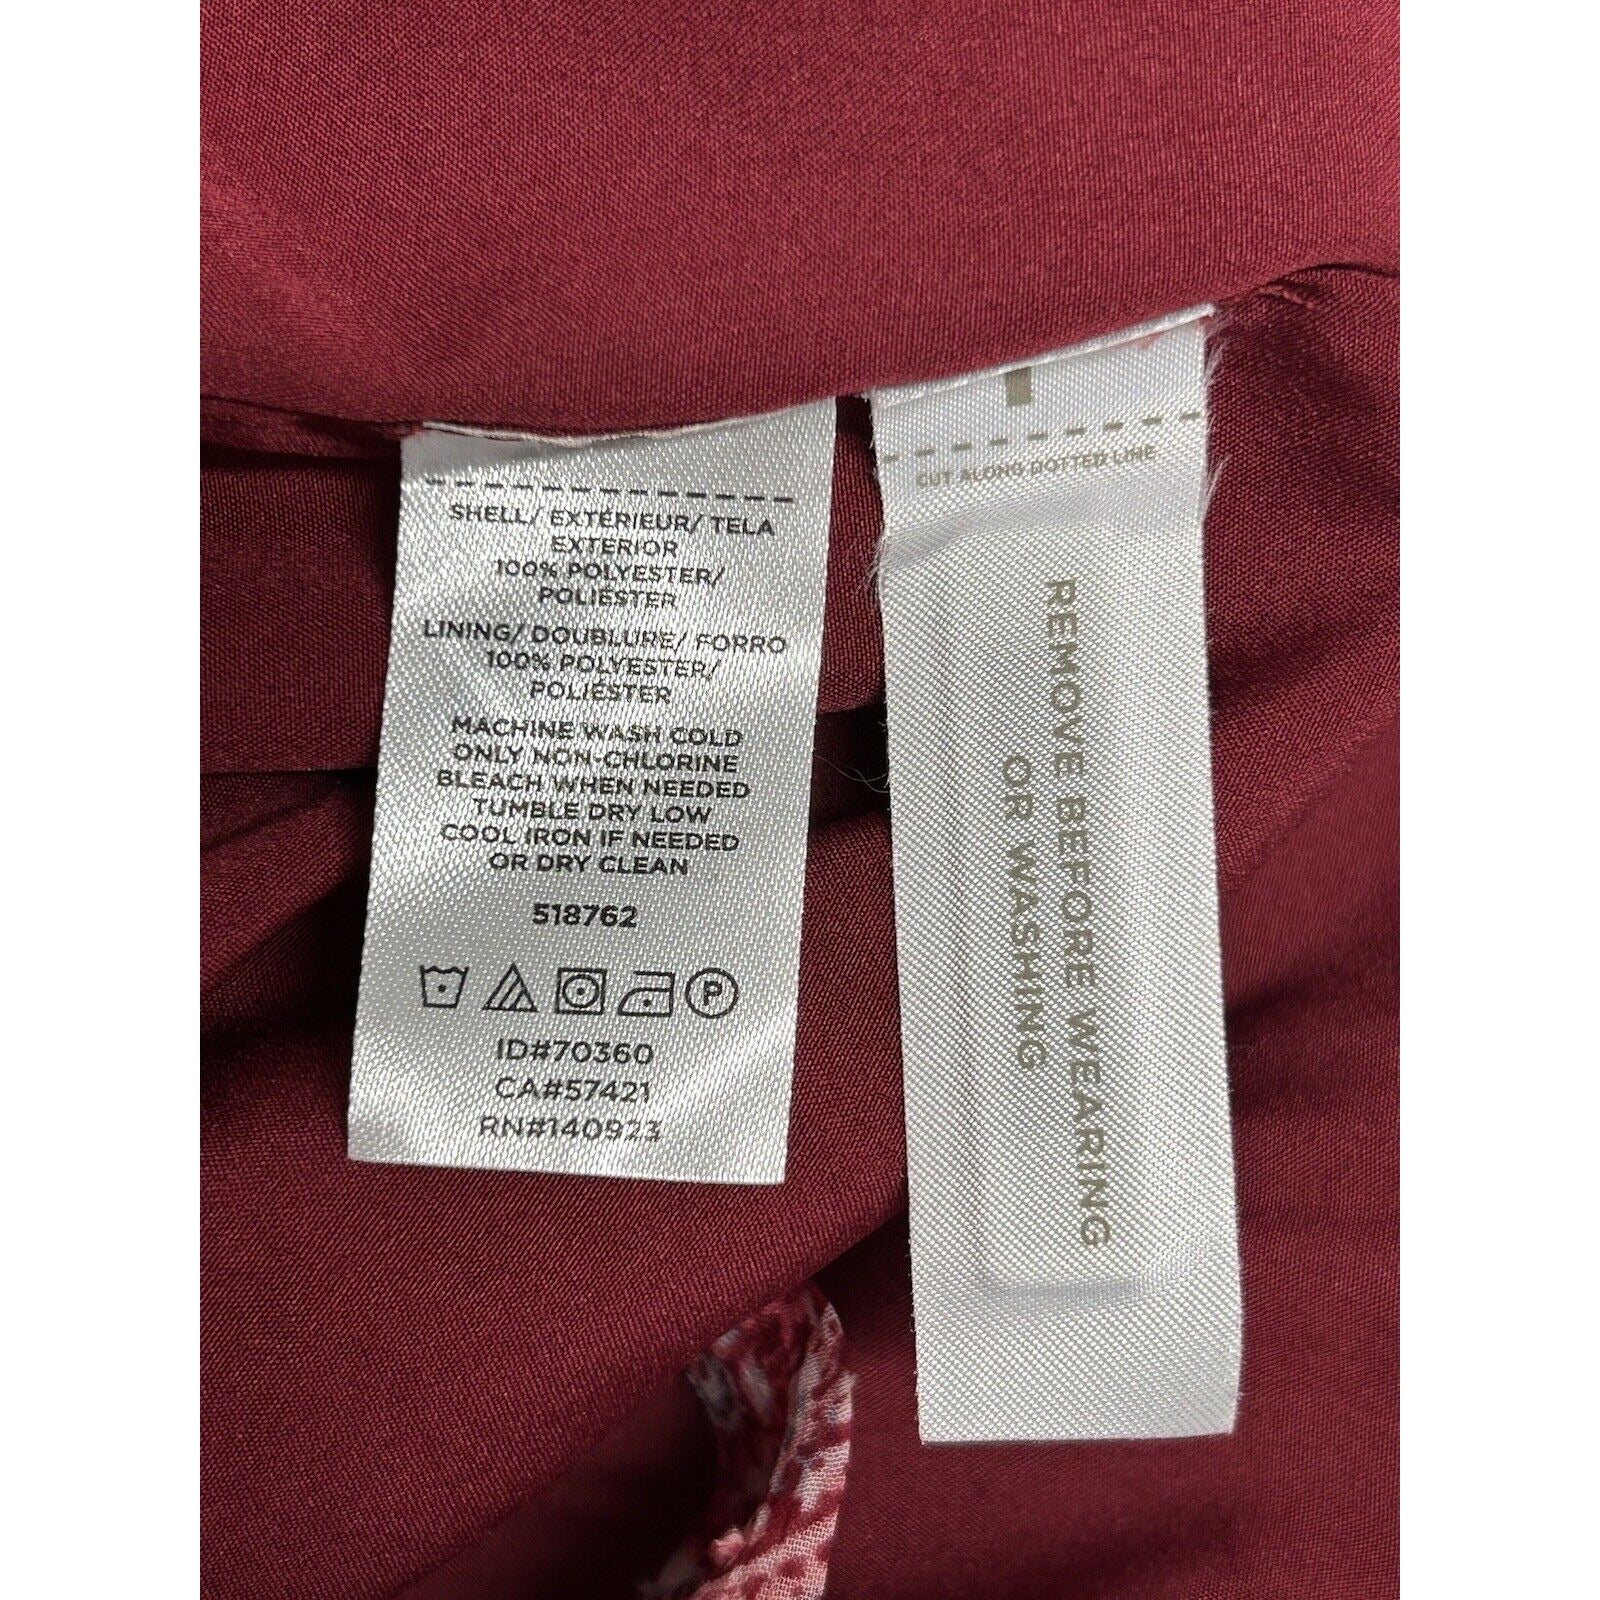 SHELL/ EXTÉRIEUR/ TELA
EXTERIOR
100% POLYESTER/
POLIÉSTER
LINING/ DOUBLURE/ FORRO
100% POLYESTER/
POLIÉSTER
MACHINE WASH COLD
ONLY NON-CHLORINE
BLEACH WHEN NEEDED
TUMBLE DRY LOW
COOL IRON IF NEEDED
OR DRY CLEAN
518762
P
ID#70360
CA#57421
RN#140923
CUT ALONG DOTTED LINE
REMOVE BEFORE WEARING
OR WASHING